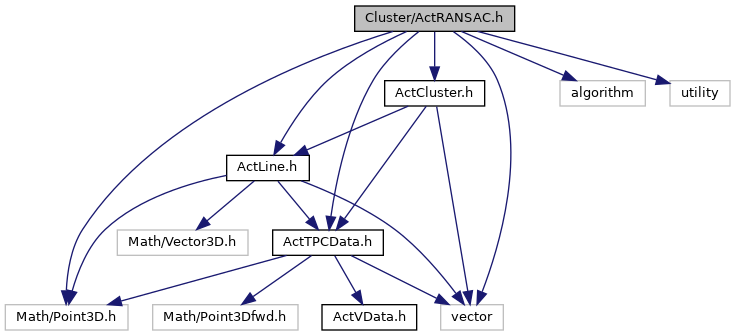 Cluster/ActRANSAC.h
ActCluster.h
algorithm
utility
ActLine.h
Math/Vector3D.h
ActTPCData.h
Math/Point3D.h
Math/Point3Dfwd.h
ActVData.h
vector